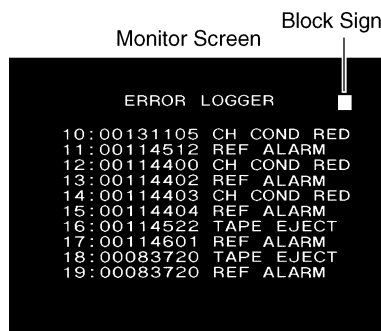 Block Sign
Monitor Screen
ERROR LOGGER
10:00131105 CH COND RED
11:00114512 REF ALARM
12:00114400 CH COND RED
13:00114402 REF ALARM
14:00114403 CH COND RED
15:00114404 REF ALARM
16:00114522 TAPE EJECT
17:00114601 REF ALARM
18:00083720 TAPE EJECT
19:00083720 REF ALARM